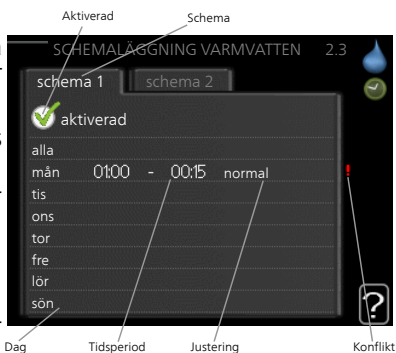 Aktiverad
Schema
SCHEMALÄGGNING VARMVATTEN 2.3
schema 1
schema 2
aktiverad
alla
mån 01:00 - 00:15 normal !
tis
ons
tor
fre
lör
sön
?
Dag
Tidsperiod
Justering
Konflikt